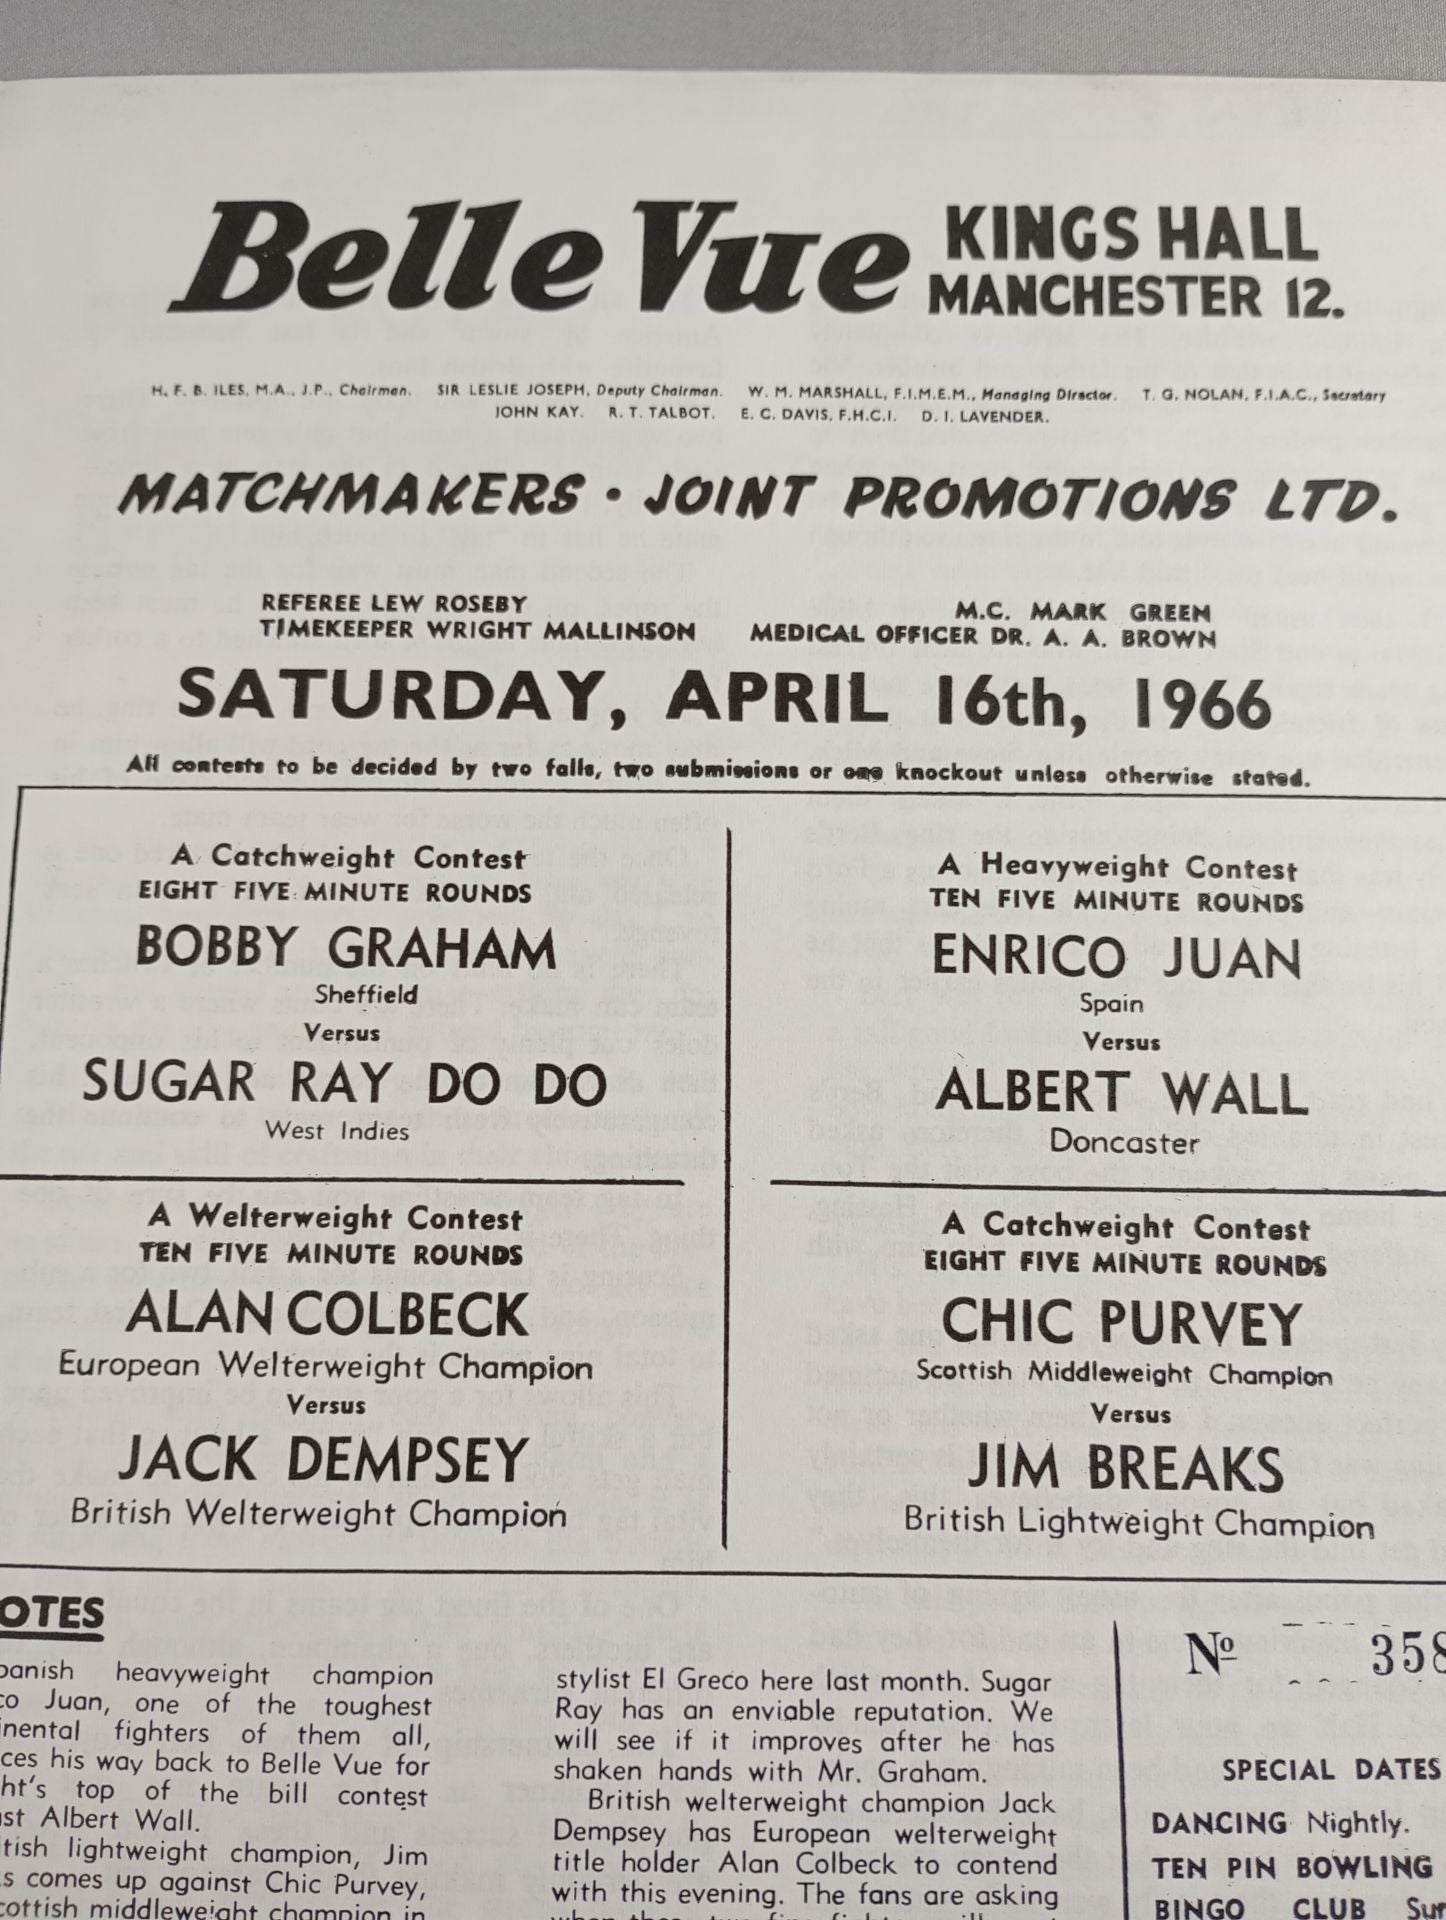 Belle Vue KINGS HALL
MANCHESTER 12.
H. F. B. ILES, M.A., J.P., Chairman. SIR LESLIE JOSEPH, Deputy Chairman. W. M. MARSHALL, F.I.M.E.M., Managing Director. T. G. NOLAN, F.I.A.C., Secretary
JOHN KAY. R. T. TALBOT. E. C. DAVIS, F.H.C.I. D. I. LAVENDER.
MATCHMAKERS · JOINT PROMOTIONS LTD.
REFEREE LEW ROSEBY
TIMEKEEPER WRIGHT MALLINSON
M.C. MARK GREEN
MEDICAL OFFICER DR. A. A. BROWN
SATURDAY, APRIL 16th, 1966
All contests to be decided by two falls, two submissions or one knockout unless otherwise stated.
A Catchweight Contest
EIGHT FIVE MINUTE ROUNDS
BOBBY GRAHAM
Sheffield
Versus
SUGAR RAY DO DO
West Indies
A Heavyweight Contest
TEN FIVE MINUTE ROUNDS
ENRICO JUAN
Spain
Versus
ALBERT WALL
Doncaster
A Welterweight Contest
TEN FIVE MINUTE ROUNDS
ALAN COLBECK
European Welterweight Champion
Versus
JACK DEMPSEY
British Welterweight Champion
A Catchweight Contest
EIGHT FIVE MINUTE ROUNDS
CHIC PURVEY
Scottish Middleweight Champion
Versus
JIM BREAKS
British Lightweight Champion
OTES
panish heavyweight champion
co Juan, one of the toughest
inental fighters of them all,
ces his way back to Belle Vue for
ht's top of the bill contest
nst Albert Wall.
itish lightweight champion, Jim
s comes up against Chic Purvey,
cottish middleweight champion in
stylist El Greco here last month. Sugar
Ray has an enviable reputation. We
will see if it improves after he has
shaken hands with Mr. Graham.
British welterweight champion Jack
Dempsey has European welterweight
title holder Alan Colbeck to contend
with this evening. The fans are asking
Nº 358
SPECIAL DATES
DANCING Nightly.
TEN PIN BOWLING
BINGO CLUB Sun